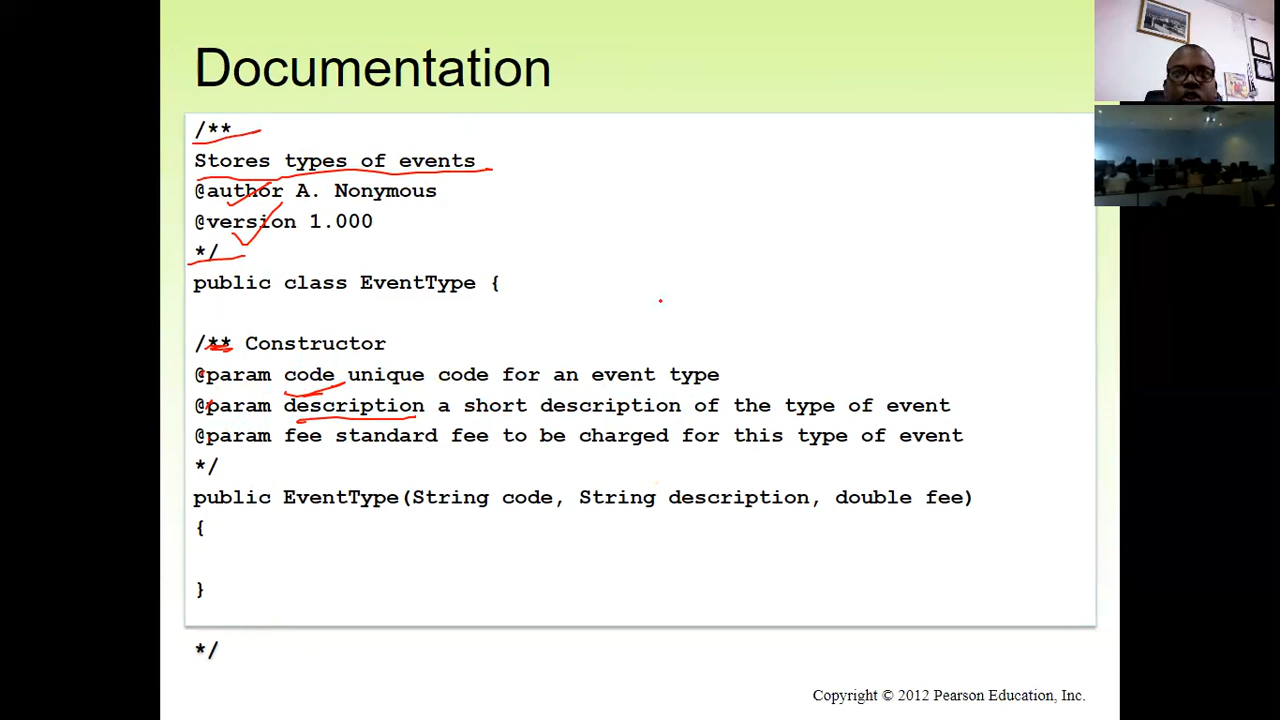 Documentation
/**
Stores types of events
@author A. Nonymous
@version 1.000
*/
public class EventType {
/** Constructor
@param code unique code for an event type
@param description a short description of the type of event
@param fee standard fee to be charged for this type of event
*/
public EventType(String code, String description, double fee)
{
}
*/
Copyright © 2012 Pearson Education, Inc.